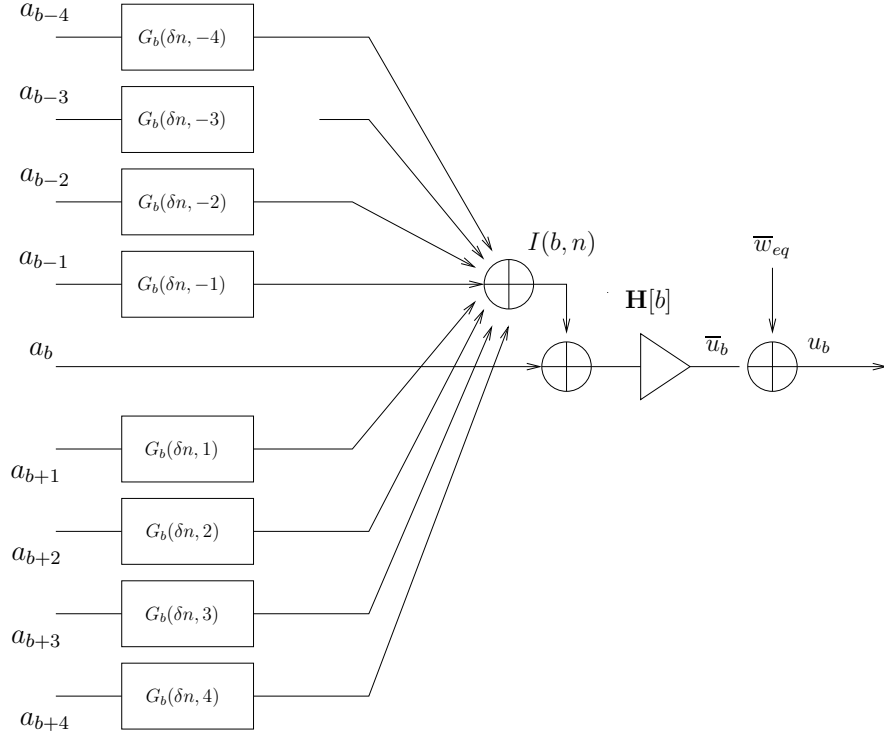 a_{b−4}
G_b(δn, −4)
a_{b−3}
G_b(δn, −3)
a_{b−2}
G_b(δn, −2)
a_{b−1}
G_b(δn, −1)
I(b, n)
w̅_{eq}
H[b]
a_b
u̅_b
u_b
G_b(δn, 1)
a_{b+1}
G_b(δn, 2)
a_{b+2}
G_b(δn, 3)
a_{b+3}
G_b(δn, 4)
a_{b+4}